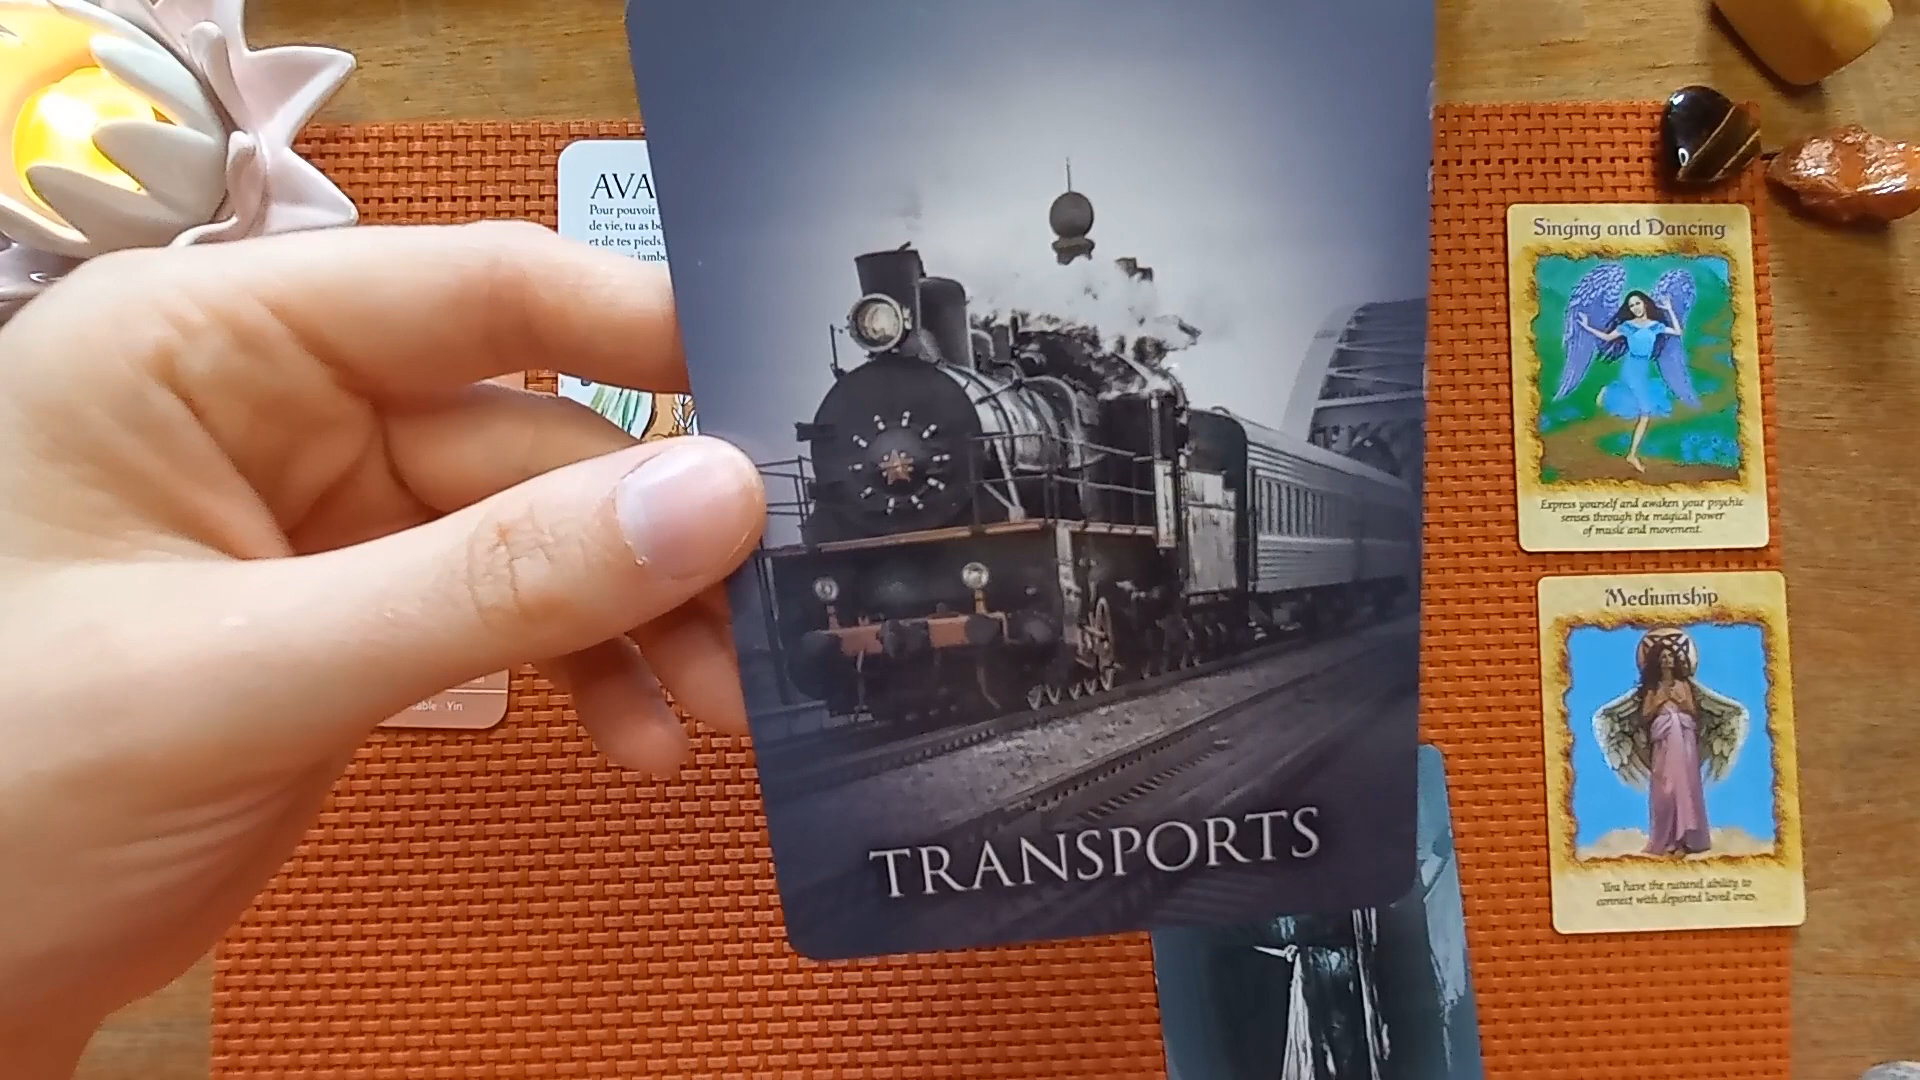 AVA
Pour pouvoir
de vie, tu as
et de tes pieds.
TRANSPORTS
Yin
Singing and Dancing
Express yourself and awaken your psychic
senses through the magical power
of music and movement.
Mediumship
You have the natural ability to
connect with departed loved ones.